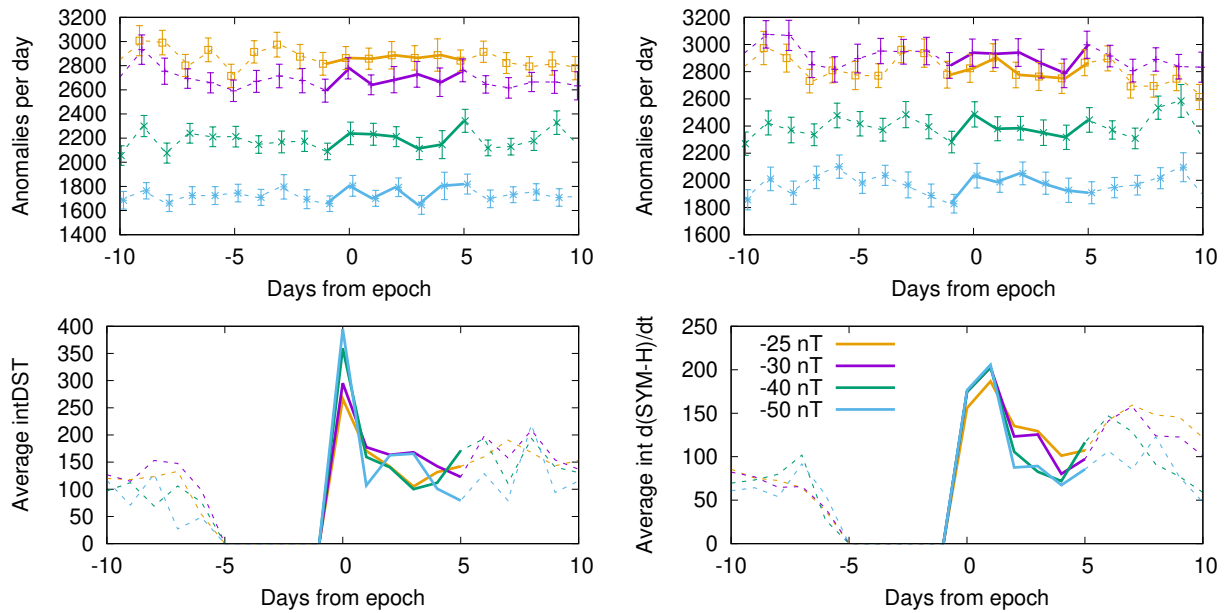 3200
3000
2800
2600
2400
2200
2000
1800
1600
1400
Anomalies per day
-10 -5 0 5 10
Days from epoch
3200
3000
2800
2600
2400
2200
2000
1800
1600
Anomalies per day
-10 -5 0 5 10
Days from epoch
400
350
300
250
200
150
100
50
0
Average intDST
-10 -5 0 5 10
Days from epoch
250
200
150
100
50
0
Average int d(SYM-H)/dt
-25 nT
-30 nT
-40 nT
-50 nT
-10 -5 0 5 10
Days from epoch